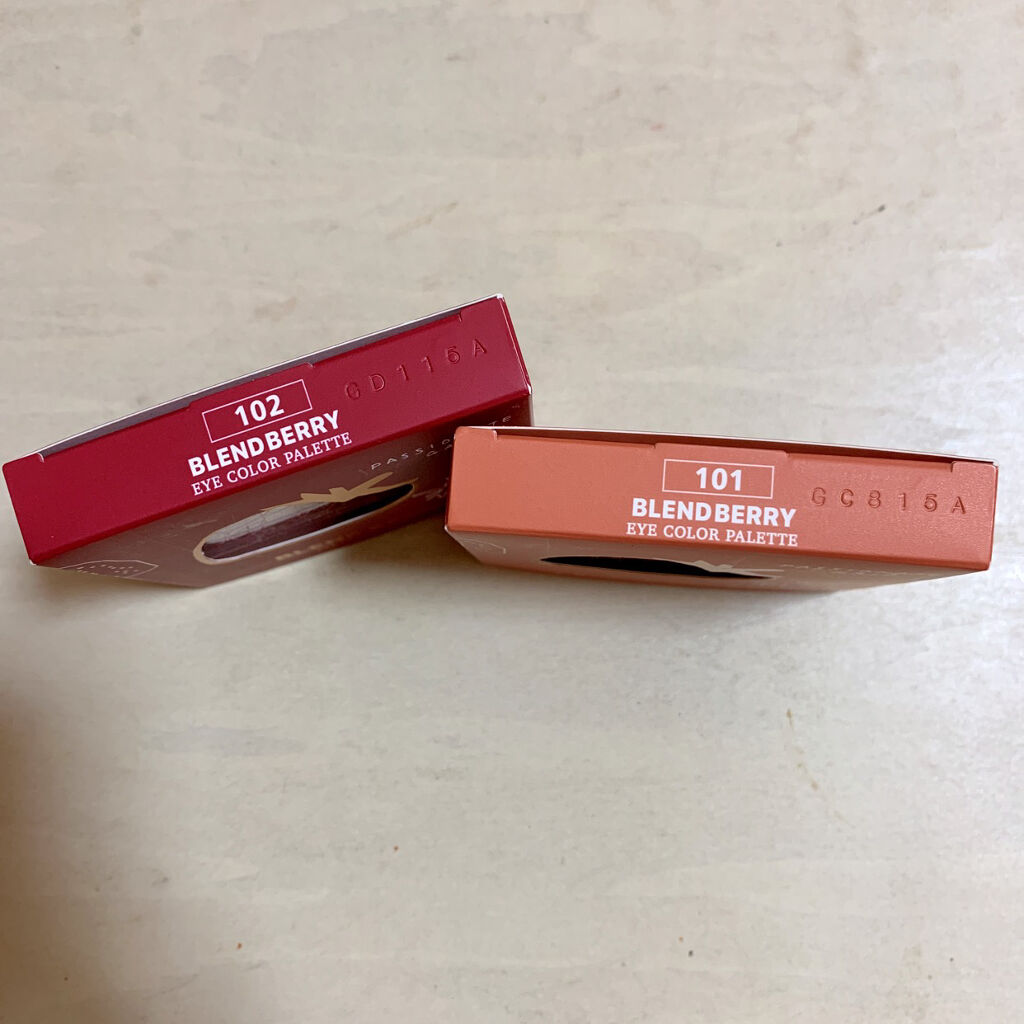 102
BLEND BERRY
EYE COLOR PALETTE
GD115A
101
BLEND BERRY
EYE COLOR PALETTE
GC815A